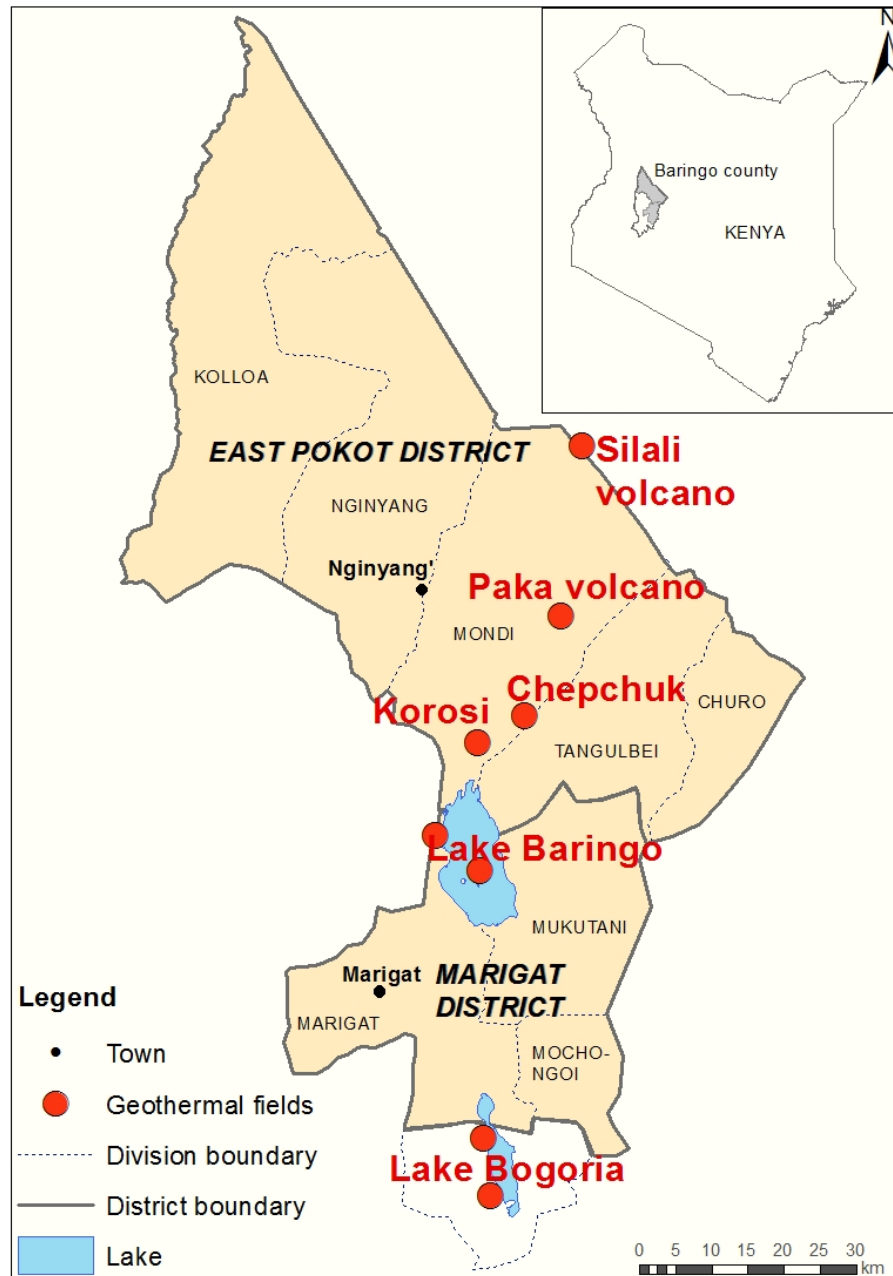 N
Baringo county
KENYA
KOLLOA
EAST POKOT DISTRICT
Silali
volcano
NGINYANG
Nginyang'
Paka volcano
MONDI
Chepchuk
Korosi
CHURO
TANGULBEI
Lake Baringo
MUKUTANI
Marigat
MARIGAT
DISTRICT
MARIGAT
MOCHO-
NGOI
Lake Bogoria
Legend
Town
Geothermal fields
Division boundary
District boundary
Lake
0 5 10 15 20 25 30
km